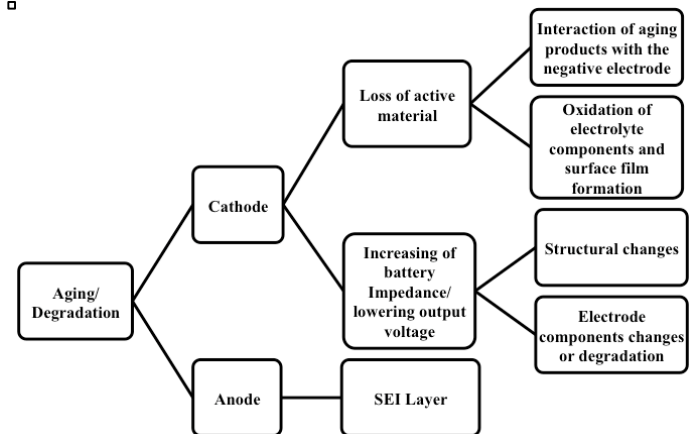 Interaction of aging
products with the
negative electrode
Loss of active
material
Oxidation of
electrolyte
components and
surface film
formation
Cathode
Increasing of
battery
Impedance/
lowering output
voltage
Structural changes
Aging/
Degradation
Electrode
components changes
or degradation
Anode
SEI Layer